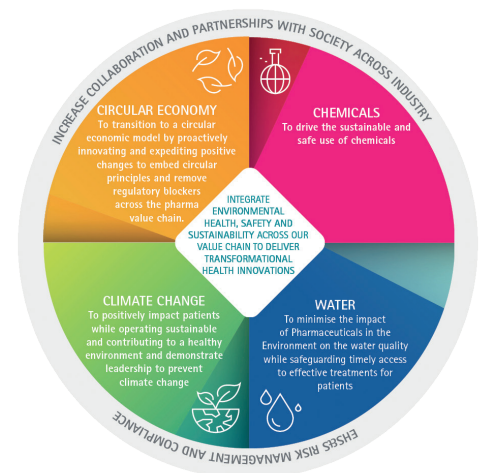 INCREASE COLLABORATION AND PARTNERSHIPS WITH SOCIETY ACROSS INDUSTRY
CIRCULAR ECONOMY
To transition to a circular
economic model by proactively
innovating and expediting positive
changes to embed circular
principles and remove
regulatory blockers
across the pharma
value chain.
CHEMICALS
To drive the sustainable and
safe use of chemicals
INTEGRATE
ENVIRONMENTAL
HEALTH, SAFETY AND
SUSTAINABILITY ACROSS OUR
VALUE CHAIN TO DELIVER
TRANSFORMATIONAL
HEALTH INNOVATIONS
CLIMATE CHANGE
To positively impact patients
while operating sustainable
and contributing to a healthy
environment and demonstrate
leadership to prevent
climate change
WATER
To minimise the impact
of Pharmaceuticals in the
Environment on the water quality
while safeguarding timely access
to effective treatments for
patients
EHS&S RISK MANAGEMENT AND COMPLIANCE